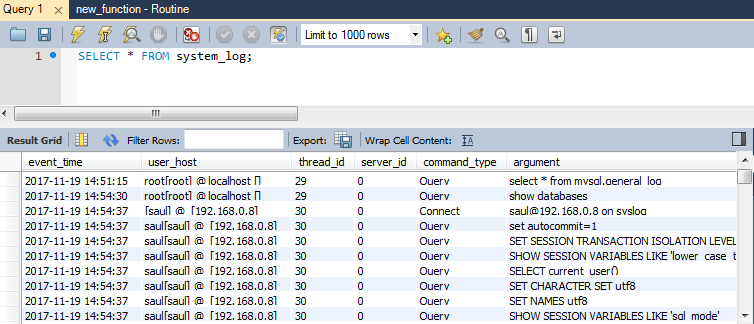 Query 1 new_function - Routine
Limit to 1000 rows
1 SELECT * FROM system_log;
Result Grid Filter Rows: Export: Wrap Cell Content:
event_time user_host thread_id server_id command_type argument
2017-11-19 14:51:15 root[root] @ localhost [] 29 0 Query select * from mysql.general_log
2017-11-19 14:54:30 root[root] @ localhost [] 29 0 Query show databases
2017-11-19 14:54:37 [saul] @ [192.168.0.8] 30 0 Connect saul@192.168.0.8 on syslog
2017-11-19 14:54:37 saul[saul] @ [192.168.0.8] 30 0 Query set autocommit=1
2017-11-19 14:54:37 saul[saul] @ [192.168.0.8] 30 0 Query SET SESSION TRANSACTION ISOLATION LEVEL
2017-11-19 14:54:37 saul[saul] @ [192.168.0.8] 30 0 Query SHOW SESSION VARIABLES LIKE 'lower_case_t
2017-11-19 14:54:37 saul[saul] @ [192.168.0.8] 30 0 Query SELECT current_user()
2017-11-19 14:54:37 saul[saul] @ [192.168.0.8] 30 0 Query SET CHARACTER SET utf8
2017-11-19 14:54:37 saul[saul] @ [192.168.0.8] 30 0 Query SET NAMES utf8
2017-11-19 14:54:37 saul[saul] @ [192.168.0.8] 30 0 Query SHOW SESSION VARIABLES LIKE 'sql_mode'